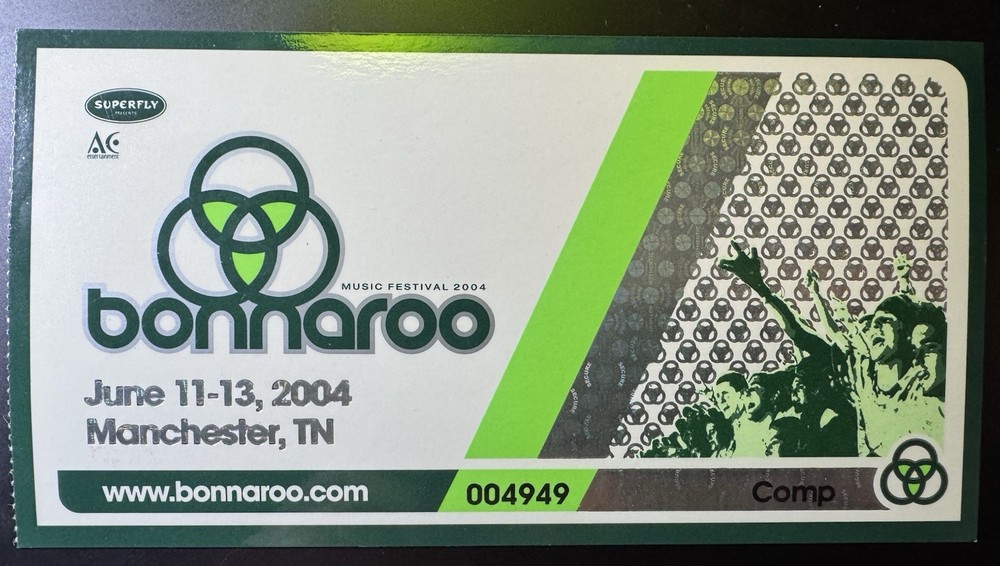 SUPERFLY
PRESENTS
AC
entertainment
MUSIC FESTIVAL 2004
bonnaroo
June 11-13, 2004
Manchester, TN
www.bonnaroo.com
004949
Comp
SECURE